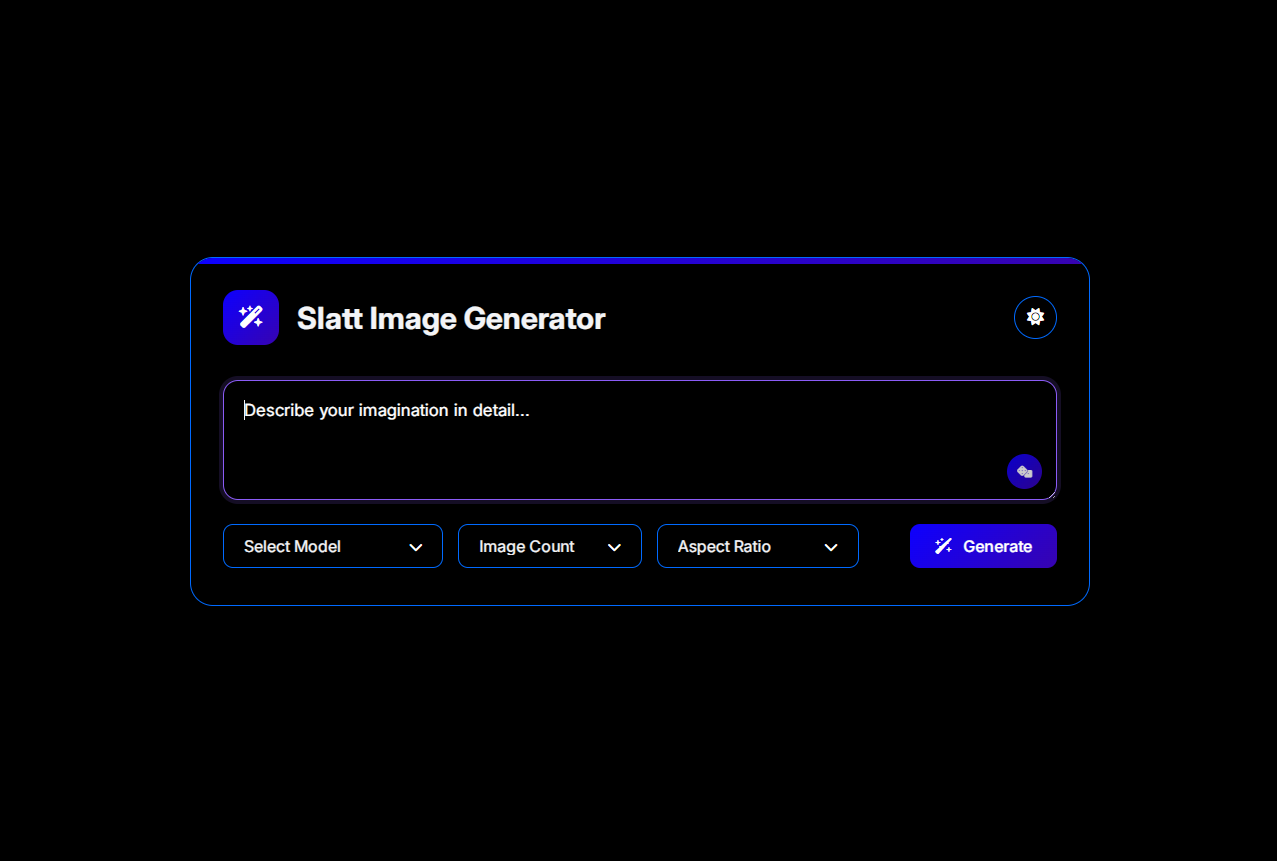 Slatt Image Generator
Describe your imagination in detail...
Select Model
Image Count
Aspect Ratio
Generate